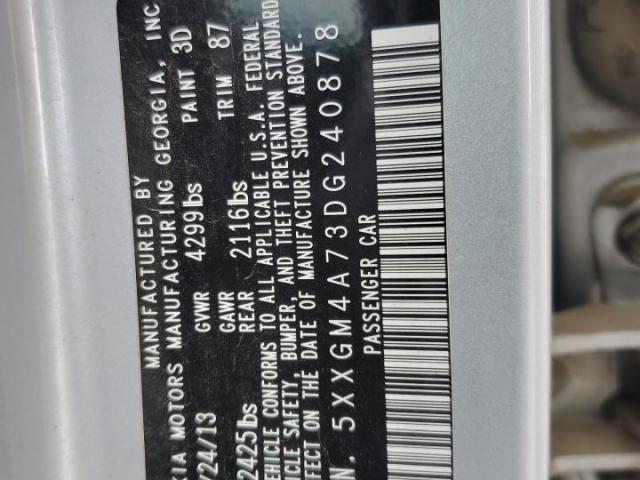 MANUFACTURED BY
KIA MOTORS MANUFACTURING GEORGIA, INC
/24/13 GVWR 4299lbs PAINT 3D
GAWR TRIM 87
2425lbs REAR 2116lbs
VEHICLE CONFORMS TO ALL APPLICABLE U.S.A. FEDERAL
ICLE SAFETY, BUMPER, AND THEFT PREVENTION STANDARD
FECT ON THE DATE OF MANUFACTURE SHOWN ABOVE.
N. 5XXGM4A73DG240878
PASSENGER CAR